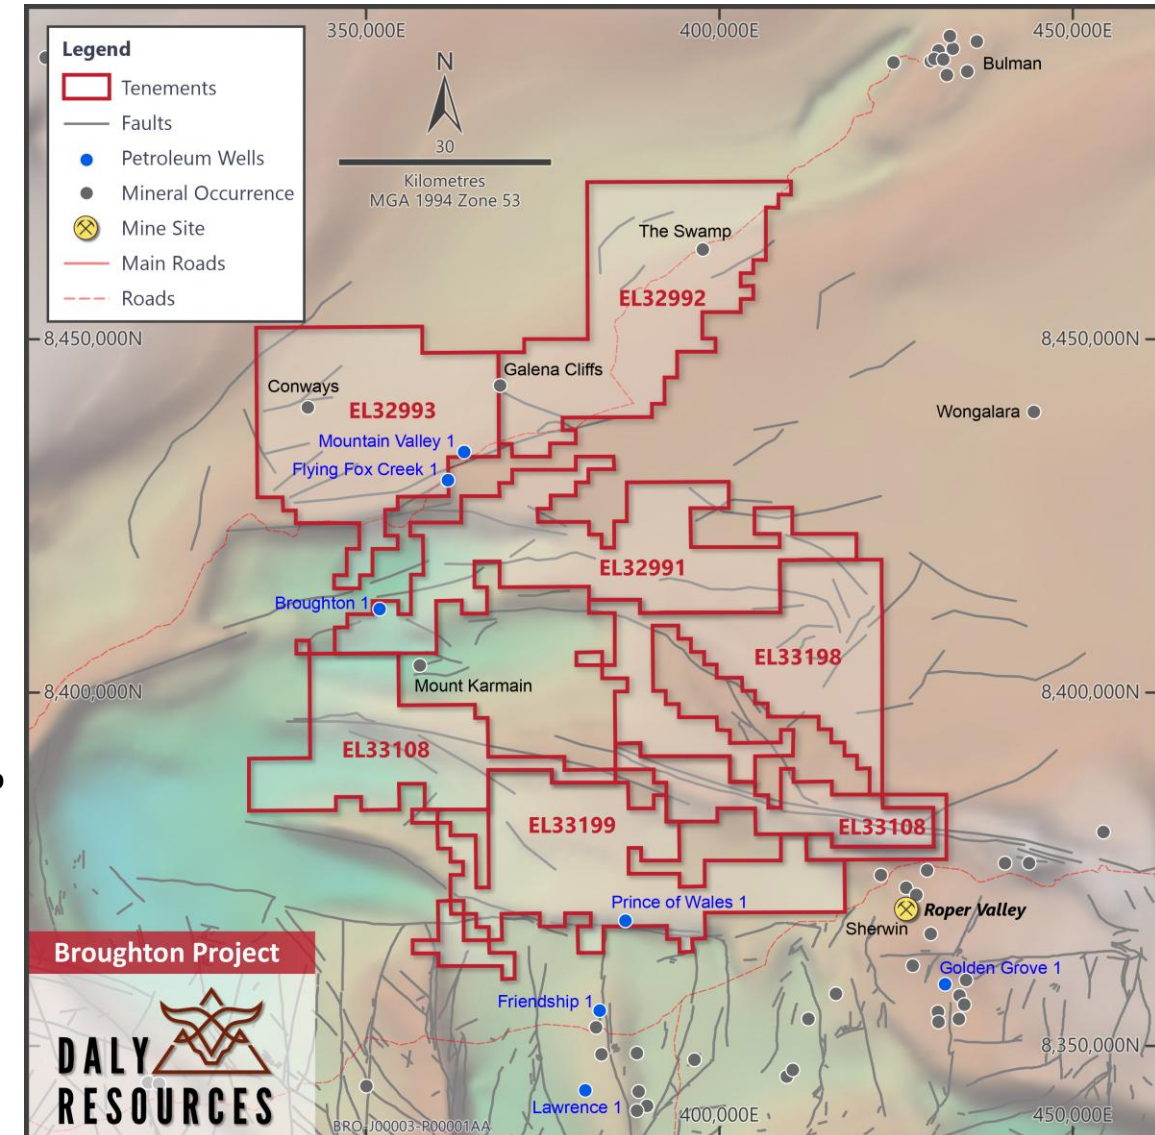 350,000E
400,000E
450,000E
Legend
Tenements
Faults
Petroleum Wells
Mineral Occurrence
Mine Site
Main Roads
Roads
N
30
Kilometres
MGA 1994 Zone 53
Bulman
The Swamp
EL32992
8,450,000N
8,450,000N
Galena Cliffs
Conways
EL32993
Wongalara
Mountain Valley 1
Flying Fox Creek 1
EL32991
Broughton 1
EL33198
8,400,000N
8,400,000N
Mount Karmain
EL33108
EL33199
EL33108
Prince of Wales 1
Roper Valley
Sherwin
Broughton Project
Golden Grove 1
Friendship 1
DALY
RESOURCES
8,350,000N
Lawrence 1
400,000E
450,000E
BRO-J00003-P00001AA